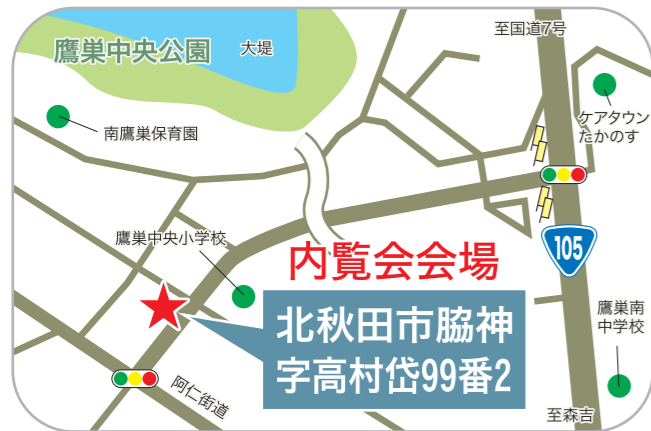 至国道7号
鷹巣中央公園
大堤
ケアタウン
たかのす
南鷹巣保育園
鷹巣中央小学校
105
内覧会会場
北秋田市脇神
字高村岱99番2
鷹巣南
中学校
阿仁街道
至森吉